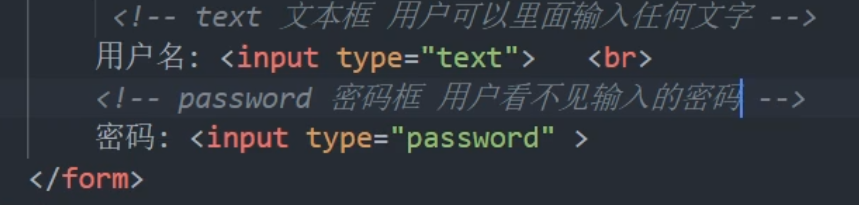 <!-- text 文本框 用户可以里面输入任何文字 -->
用户名: <input type="text">   <br>
<!-- password 密码框 用户看不见输入的密码 -->
密码: <input type="password" >
</form>